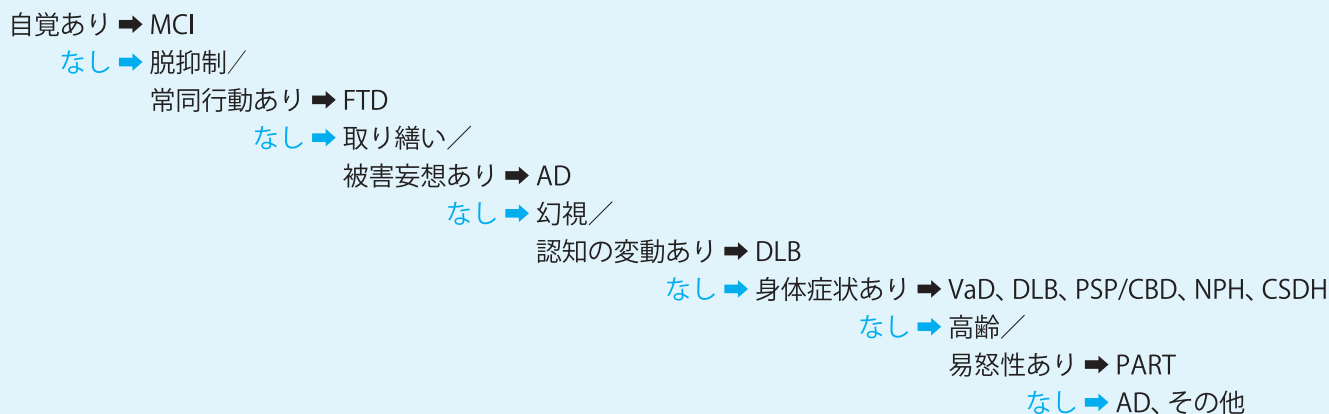 自覚あり ➡ MCI
なし ➡ 脱抑制／
常同行動あり ➡ FTD
なし ➡ 取り繕い／
被害妄想あり ➡ AD
なし ➡ 幻視／
認知の変動あり ➡ DLB
なし ➡ 身体症状あり ➡ VaD、DLB、PSP/CBD、NPH、CSDH
なし ➡ 高齢／
易怒性あり ➡ PART
なし ➡ AD、その他